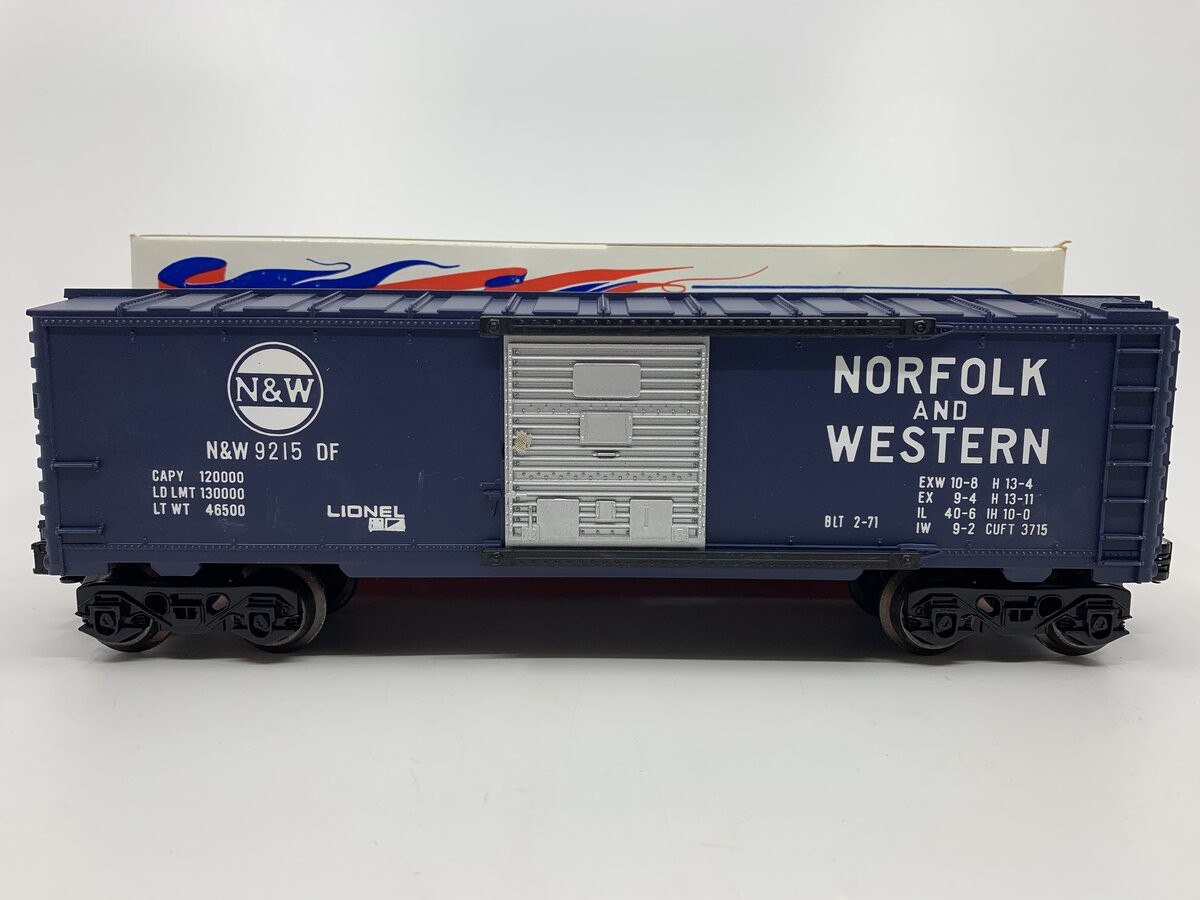 N&W
N&W 9215 DF
CAPY 120000
LD LMT 130000
LT WT 46500
LIONEL
NORFOLK
AND
WESTERN
EXW 10-8 H 13-4
EX 9-4 H 13-11
IL 40-6 IH 10-0
IW 9-2 CUFT 3715
BLT 2-71